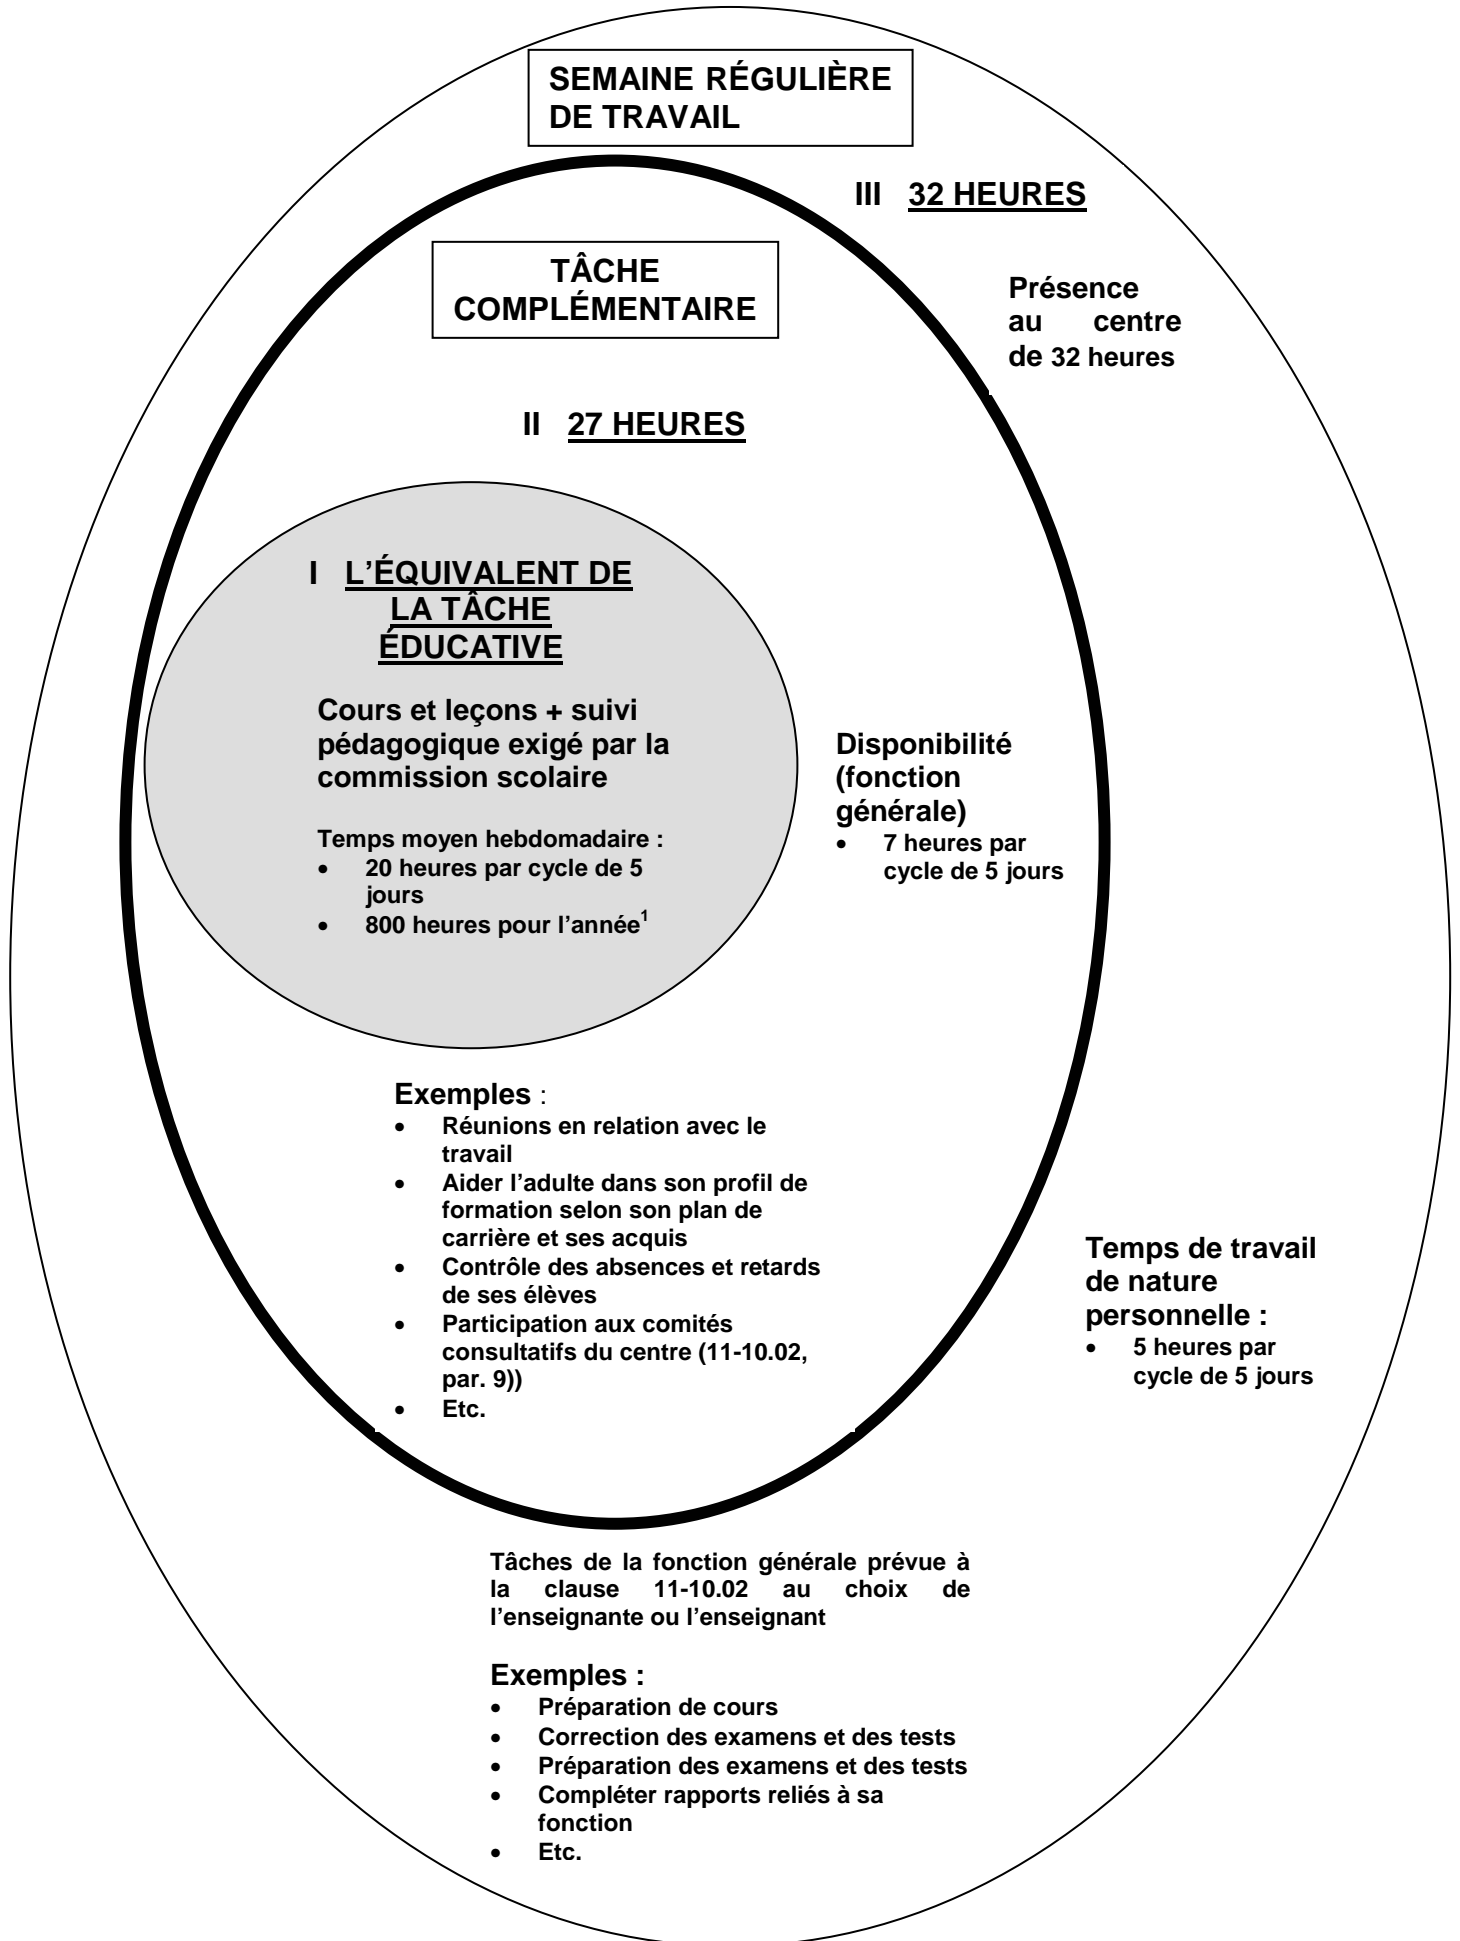 SEMAINE RÉGULIÈRE
DE TRAVAIL
III 32 HEURES
TÂCHE
COMPLÉMENTAIRE
Présence
au centre
de 32 heures
II 27 HEURES
I L’ÉQUIVALENT DE
LA TÂCHE
ÉDUCATIVE
Cours et leçons + suivi
pédagogique exigé par la
commission scolaire
Temps moyen hebdomadaire :
• 20 heures par cycle de 5
jours
• 800 heures pour l’année1
Disponibilité
(fonction
générale)
• 7 heures par
cycle de 5 jours
Exemples :
• Réunions en relation avec le
travail
• Aider l’adulte dans son profil de
formation selon son plan de
carrière et ses acquis
• Contrôle des absences et retards
de ses élèves
• Participation aux comités
consultatifs du centre (11-10.02,
par. 9))
• Etc.
Temps de travail
de nature
personnelle :
• 5 heures par
cycle de 5 jours
Tâches de la fonction générale prévue à
la clause 11-10.02 au choix de
l’enseignante ou l’enseignant
Exemples :
• Préparation de cours
• Correction des examens et des tests
• Préparation des examens et des tests
• Compléter rapports reliés à sa
fonction
• Etc.